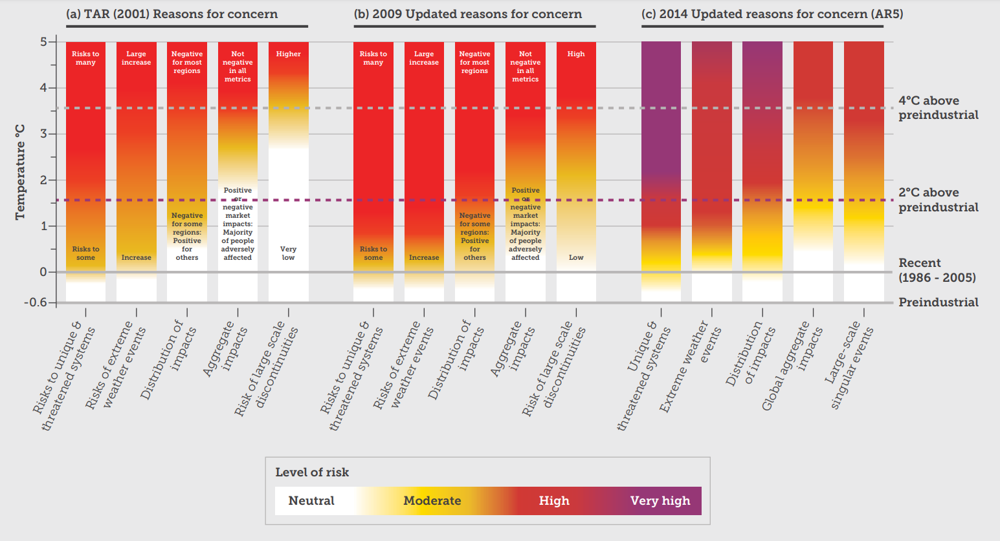 (a) TAR (2001) Reasons for concern
(b) 2009 Updated reasons for concern
(c) 2014 Updated reasons for concern (AR5)
Temperature °C
5
4
3
2
1
0
-0.6
Risks to
many
Risks to
some
Large
increase
Increase
Negative
for most
regions
Negative
for some
regions:
Positive
for
others
Not
negative
in all
metrics
Positive
or
negative
market
impacts:
Majority
of people
adversely
affected
Higher
Very
low
Risks to
many
Risks to
some
Large
increase
Increase
Negative
for most
regions
Negative
for some
regions:
Positive
for
others
Not
negative
in all
metrics
Positive
or
negative
market
impacts:
Majority
of people
adversely
affected
High
Low
4°C above
preindustrial
2°C above
preindustrial
Recent
(1986 - 2005)
Preindustrial
Risks to unique &
threatened systems
Risks of extreme
weather events
Distribution of
impacts
Aggregate
impacts
Risk of large scale
discontinuities
Risks to unique &
threatened systems
Risks of extreme
weather events
Distribution of
impacts
Aggregate
impacts
Risk of large scale
discontinuities
Unique &
threatened systems
Extreme weather
events
Distribution
of impacts
Global aggregate
impacts
Large-scale
singular events
Level of risk
Neutral
Moderate
High
Very high